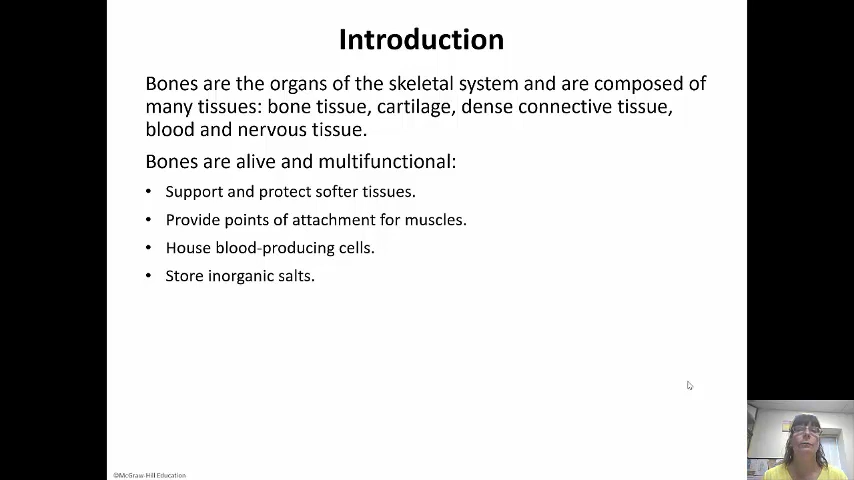 Introduction
Bones are the organs of the skeletal system and are composed of
many tissues: bone tissue, cartilage, dense connective tissue,
blood and nervous tissue.
Bones are alive and multifunctional:
• Support and protect softer tissues.
• Provide points of attachment for muscles.
• House blood-producing cells.
• Store inorganic salts.
©McGraw-Hill Education